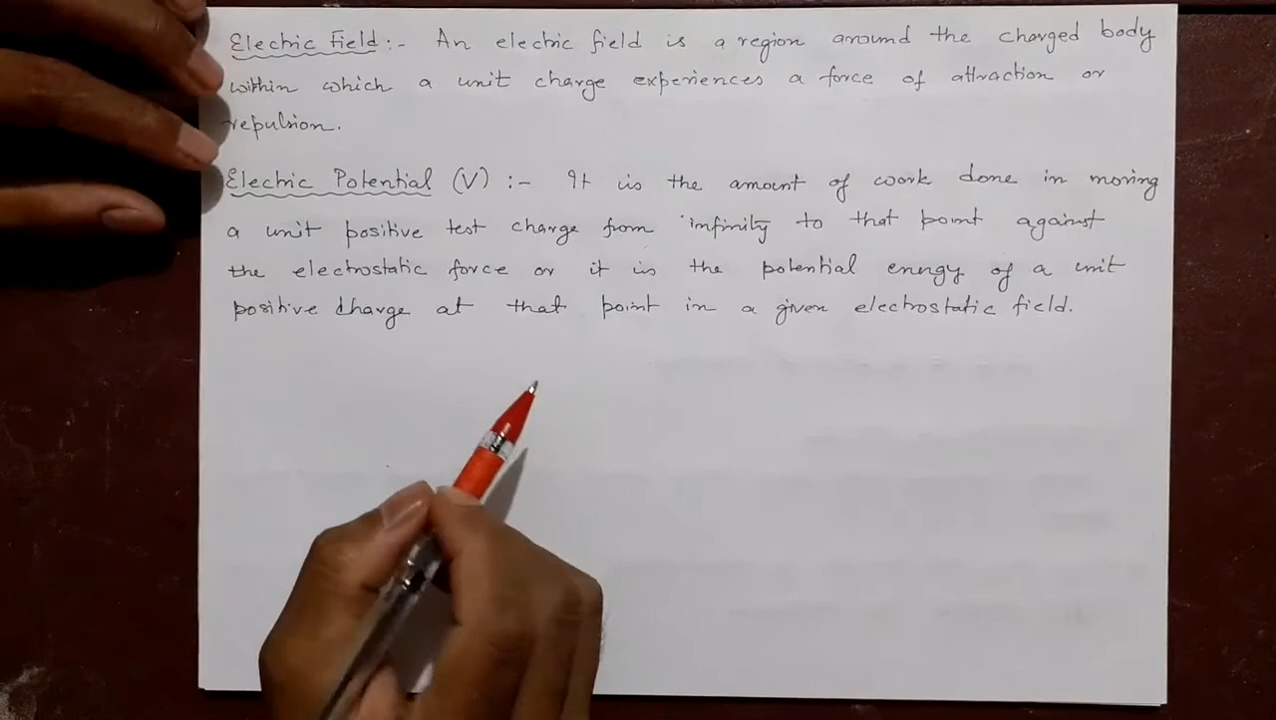 Electric Field :- An electric field is a region around the charged body
within which a unit charge experiences a force of attraction or
repulsion.
Electric Potential (V) :- It is the amount of work done in moving
a unit positive test charge from infinity to that point against
the electrostatic force or it is the potential energy of a unit
positive charge at that point in a given electrostatic field.